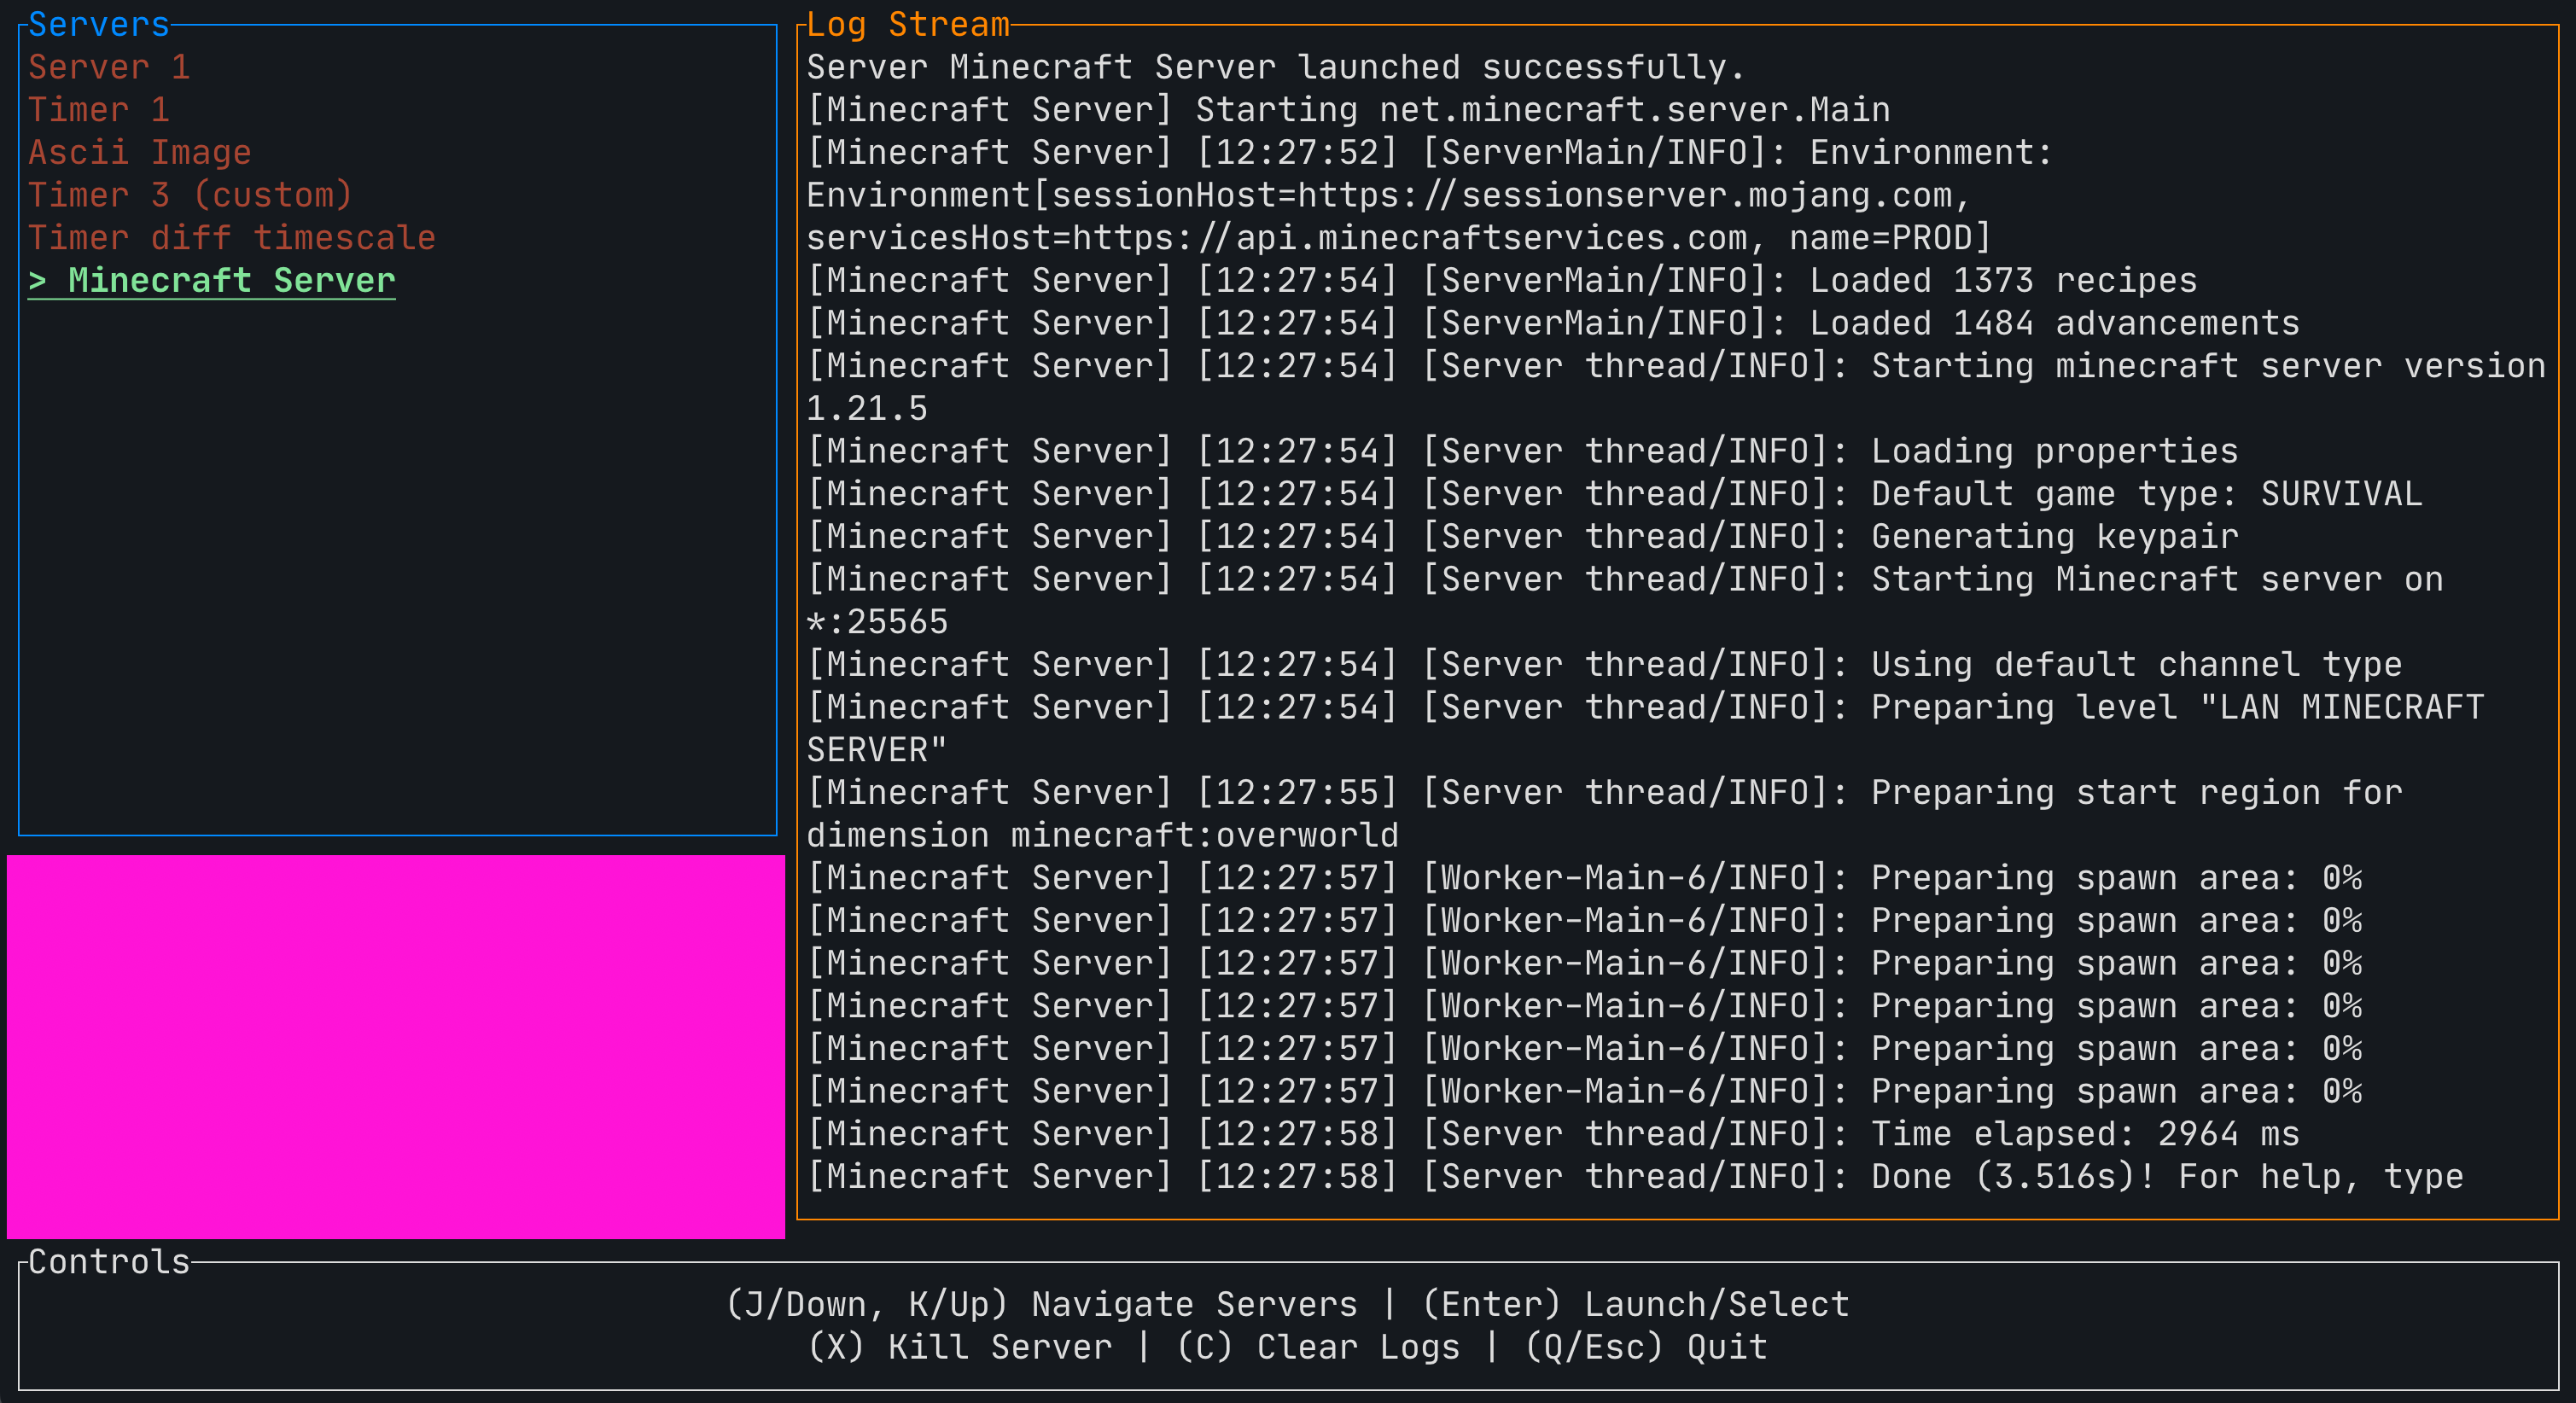 Servers
Server 1
Timer 1
Ascii Image
Timer 3 (custom)
Timer diff timescale
> Minecraft Server
Log Stream
Server Minecraft Server launched successfully.
[Minecraft Server] Starting net.minecraft.server.Main
[Minecraft Server] [12:27:52] [ServerMain/INFO]: Environment:
Environment[sessionHost=https://sessionserver.mojang.com,
servicesHost=https://api.minecraftservices.com, name=PROD]
[Minecraft Server] [12:27:54] [ServerMain/INFO]: Loaded 1373 recipes
[Minecraft Server] [12:27:54] [ServerMain/INFO]: Loaded 1484 advancements
[Minecraft Server] [12:27:54] [Server thread/INFO]: Starting minecraft server version
1.21.5
[Minecraft Server] [12:27:54] [Server thread/INFO]: Loading properties
[Minecraft Server] [12:27:54] [Server thread/INFO]: Default game type: SURVIVAL
[Minecraft Server] [12:27:54] [Server thread/INFO]: Generating keypair
[Minecraft Server] [12:27:54] [Server thread/INFO]: Starting Minecraft server on
*:25565
[Minecraft Server] [12:27:54] [Server thread/INFO]: Using default channel type
[Minecraft Server] [12:27:54] [Server thread/INFO]: Preparing level "LAN MINECRAFT
SERVER"
[Minecraft Server] [12:27:55] [Server thread/INFO]: Preparing start region for
dimension minecraft:overworld
[Minecraft Server] [12:27:57] [Worker-Main-6/INFO]: Preparing spawn area: 0%
[Minecraft Server] [12:27:57] [Worker-Main-6/INFO]: Preparing spawn area: 0%
[Minecraft Server] [12:27:57] [Worker-Main-6/INFO]: Preparing spawn area: 0%
[Minecraft Server] [12:27:57] [Worker-Main-6/INFO]: Preparing spawn area: 0%
[Minecraft Server] [12:27:57] [Worker-Main-6/INFO]: Preparing spawn area: 0%
[Minecraft Server] [12:27:57] [Worker-Main-6/INFO]: Preparing spawn area: 0%
[Minecraft Server] [12:27:58] [Server thread/INFO]: Time elapsed: 2964 ms
[Minecraft Server] [12:27:58] [Server thread/INFO]: Done (3.516s)! For help, type
Controls
(J/Down, K/Up) Navigate Servers | (Enter) Launch/Select
(X) Kill Server | (C) Clear Logs | (Q/Esc) Quit